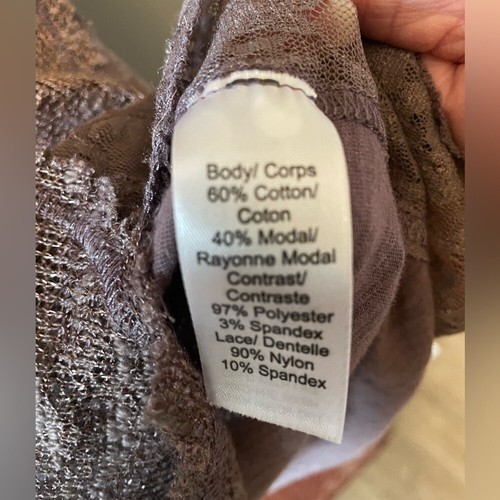 Body/ Corps
60% Cotton/
Coton
40% Modal/
Rayonne Modal
Contrast/
Contraste
97% Polyester
3% Spandex
Lace/ Dentelle
90% Nylon
10% Spandex